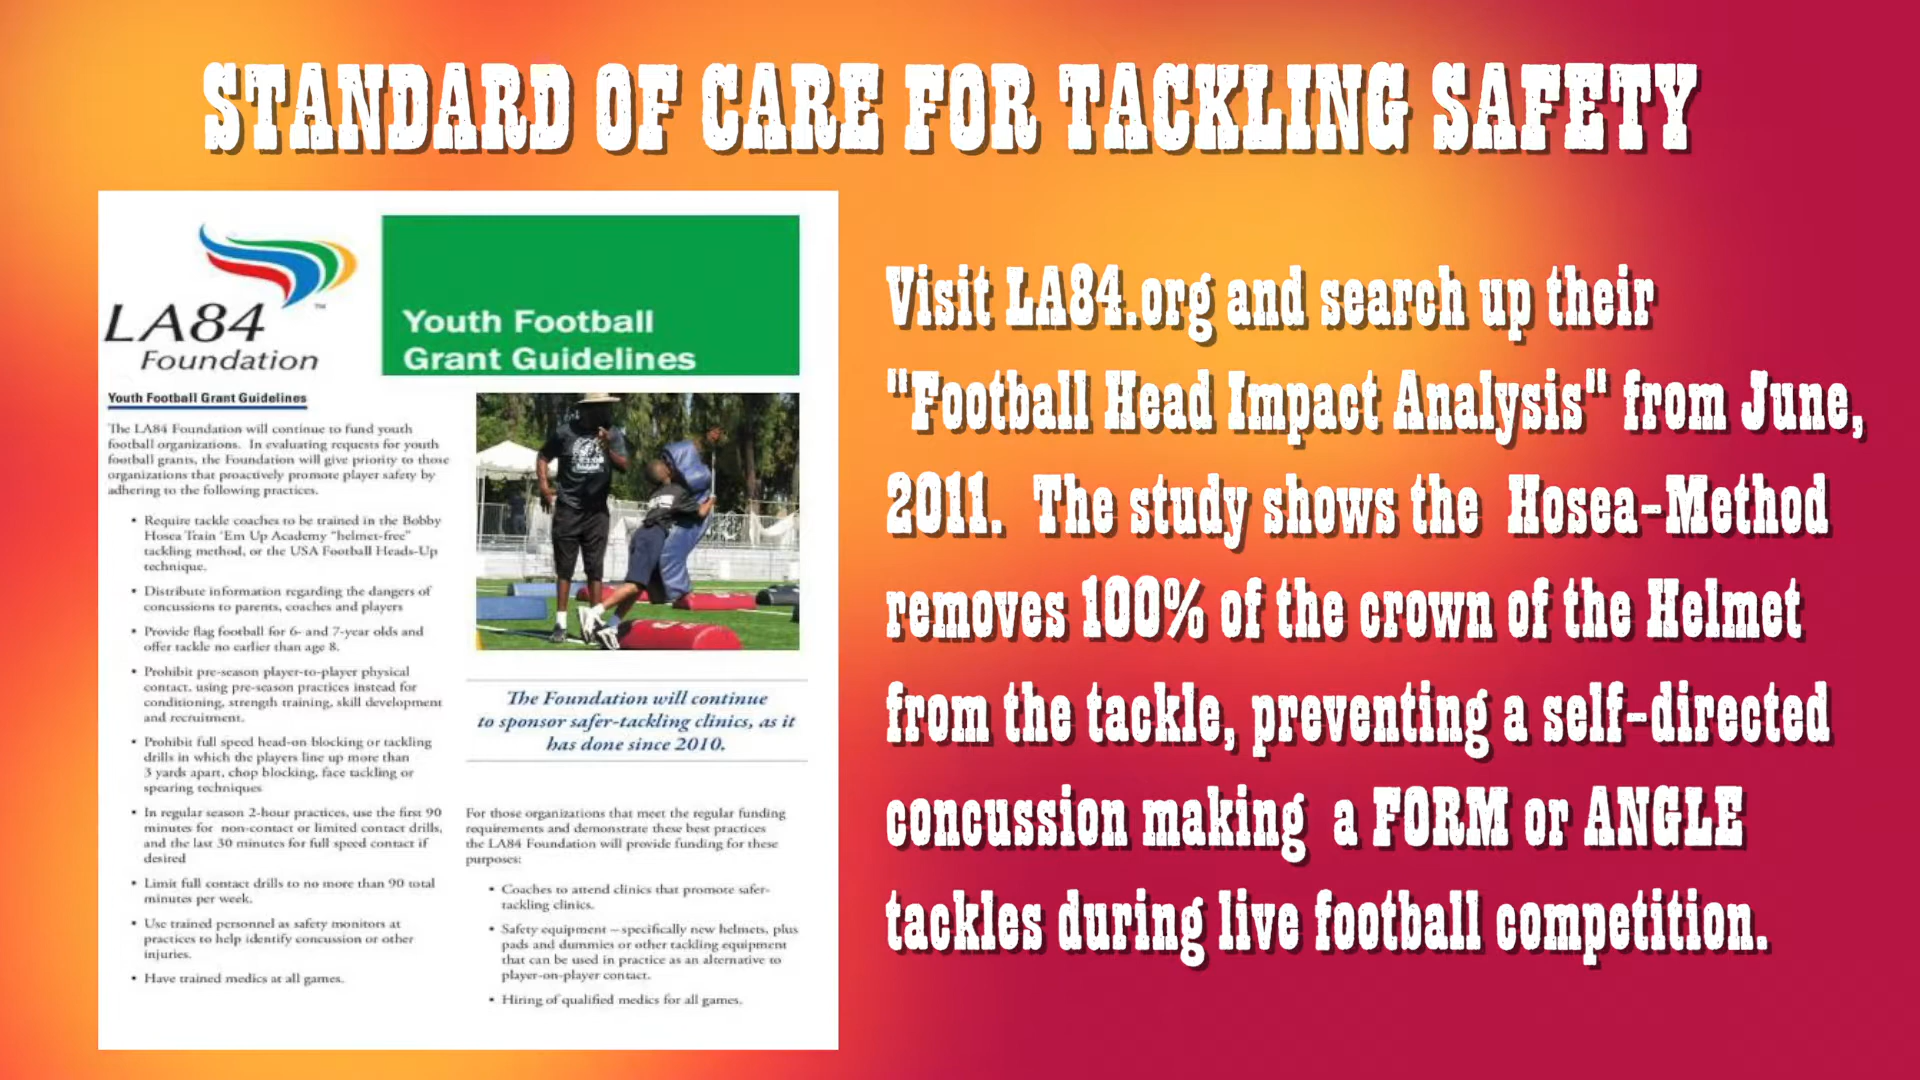 STANDARD OF CARE FOR TACKLING SAFETY
LA84
Foundation
TM
Youth Football
Grant Guidelines
Youth Football Grant Guidelines
The LA84 Foundation will continue to fund youth
football organizations. In evaluating requests for youth
football grants, the Foundation will give priority to those
organizations that proactively promote player safety by
adhering to the following practices.
• Require tackle coaches to be trained in the Bobby
Hosea Train 'Em Up Academy "helmet-free"
tackling method, or the USA Football Heads-Up
technique.
• Distribute information regarding the dangers of
concussions to parents, coaches and players
• Provide flag football for 6- and 7-year olds and
offer tackle no earlier than age 8.
• Prohibit pre-season player-to-player physical
contact, using pre-season practices instead for
conditioning, strength training, skill development
and recruitment.
• Prohibit full speed head-on blocking or tackling
drills in which the players line up more than
3 yards apart, chop blocking, face tackling or
spearing techniques
• In regular season 2-hour practices, use the first 90
minutes for non-contact or limited contact drills,
and the last 30 minutes for full speed contact if
desired
• Limit full contact drills to no more than 90 total
minutes per week.
• Use trained personnel as safety monitors at
practices to help identify concussion or other
injuries.
• Have trained medics at all games.
The Foundation will continue
to sponsor safer-tackling clinics, as it
has done since 2010.
For those organizations that meet the regular funding
requirements and demonstrate these best practices
the LA84 Foundation will provide funding for these
purposes:
• Coaches to attend clinics that promote safer-
tackling clinics.
• Safety equipment – specifically new helmets, plus
pads and dummies or other tackling equipment
that can be used in practice as an alternative to
player-on-player contact.
• Hiring of qualified medics for all games.
Visit LA84.org and search up their
"Football Head Impact Analysis" from June,
2011. The study shows the Hosea-Method
removes 100% of the crown of the Helmet
from the tackle, preventing a self-directed
concussion making a FORM or ANGLE
tackles during live football competition.